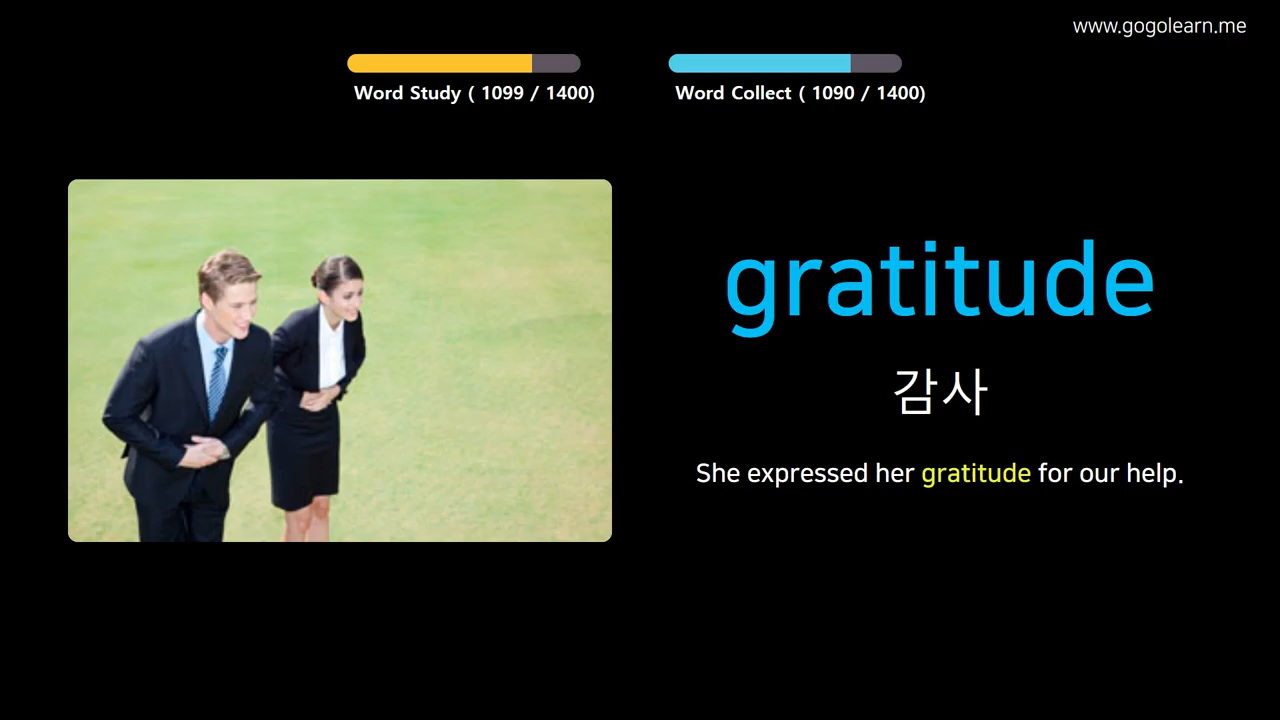 www.gogolearn.me
Word Study ( 1099 / 1400)
Word Collect ( 1090 / 1400)
gratitude
감사
She expressed her gratitude for our help.